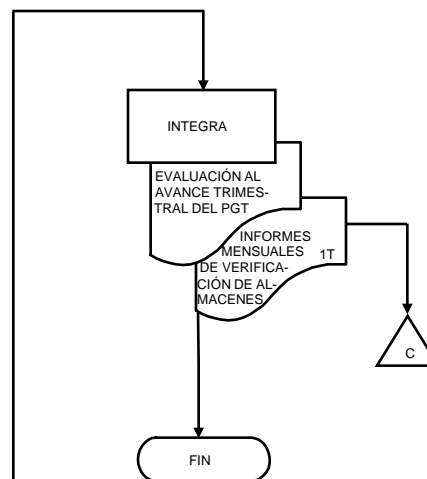 INTEGRA
EVALUACIÓN AL
AVANCE TRIMES-
TRAL DEL PGT
INFORMES
MENSUALES
1T
DE VERIFICA-
CIÓN DE AL-
MACENES
C
FIN